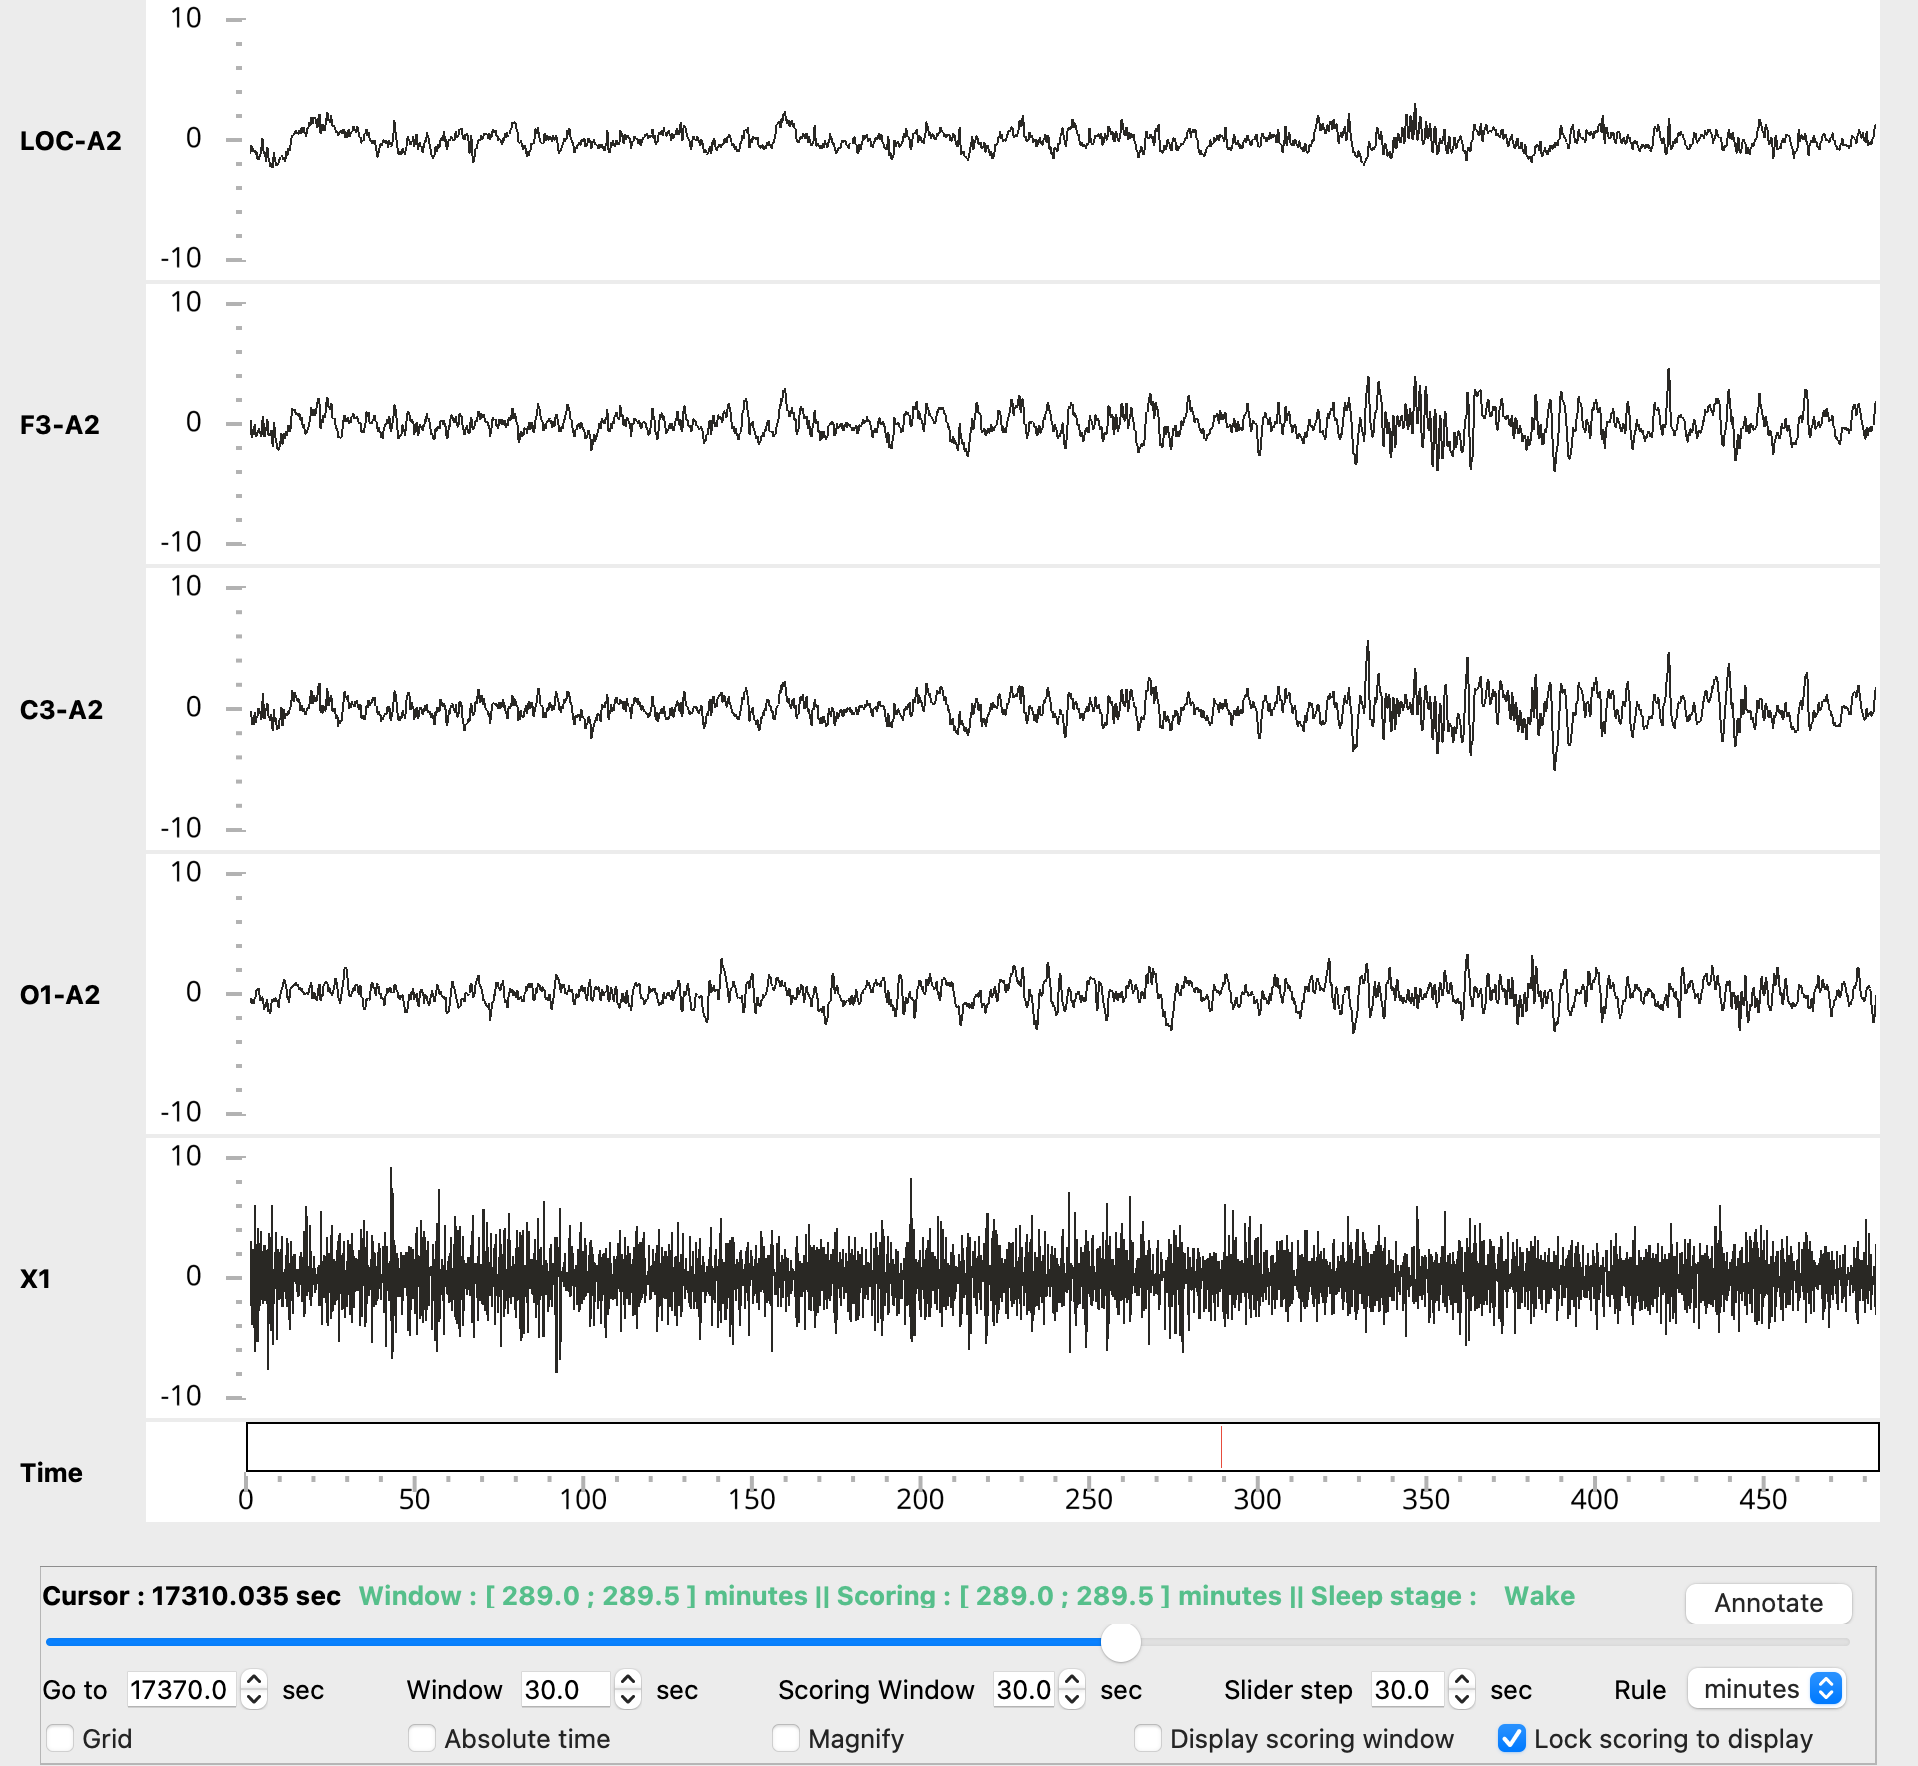 10
LOC-A2
0
-10
10
F3-A2
0
-10
10
C3-A2
0
-10
10
O1-A2
0
-10
10
X1
0
-10
Time
0 50 100 150 200 250 300 350 400 450
Cursor : 17310.035 sec Window : [ 289.0 ; 289.5 ] minutes || Scoring : [ 289.0 ; 289.5 ] minutes || Sleep stage : Wake Annotate
Go to 17370.0 sec Window 30.0 sec Scoring Window 30.0 sec Slider step 30.0 sec Rule minutes
Grid Absolute time Magnify Display scoring window Lock scoring to display